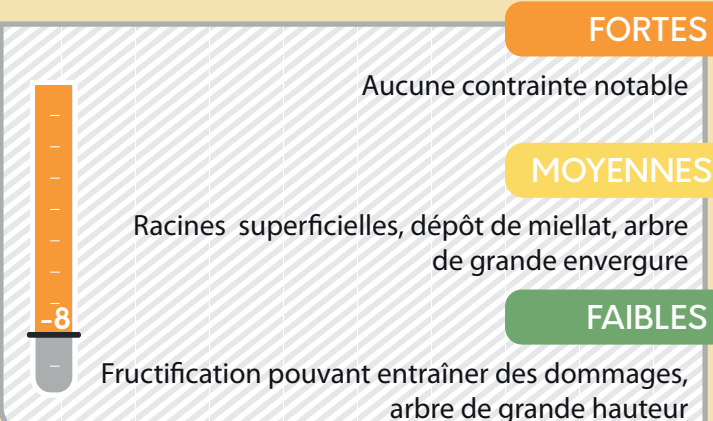 FORTES
Aucune contrainte notable
MOYENNES
Racines superficielles, dépôt de miellat, arbre
de grande envergure
-8
FAIBLES
Fructification pouvant entraîner des dommages,
arbre de grande hauteur